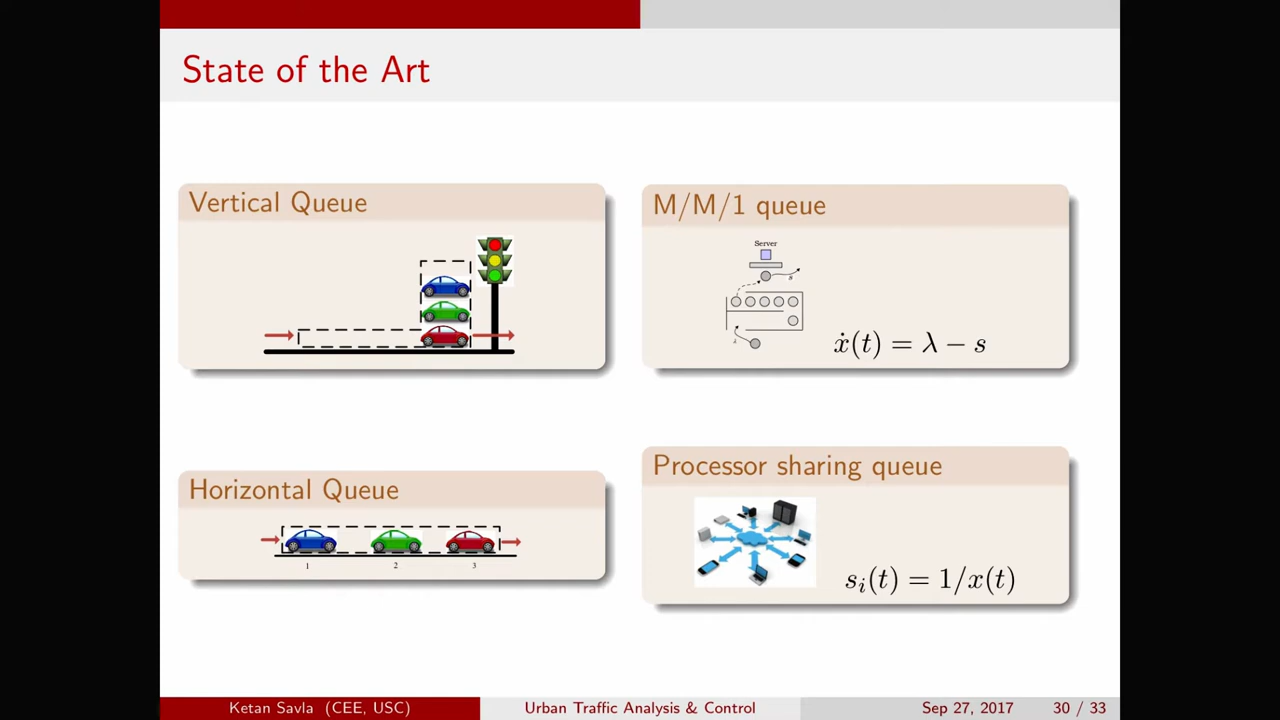 State of the Art
Vertical Queue
M/M/1 queue
Server
s
λ
ẋ(t) = λ − s
Horizontal Queue
1 2 3
Processor sharing queue
sᵢ(t) = 1/x(t)
Ketan Savla (CEE, USC) Urban Traffic Analysis & Control Sep 27, 2017 30 / 33